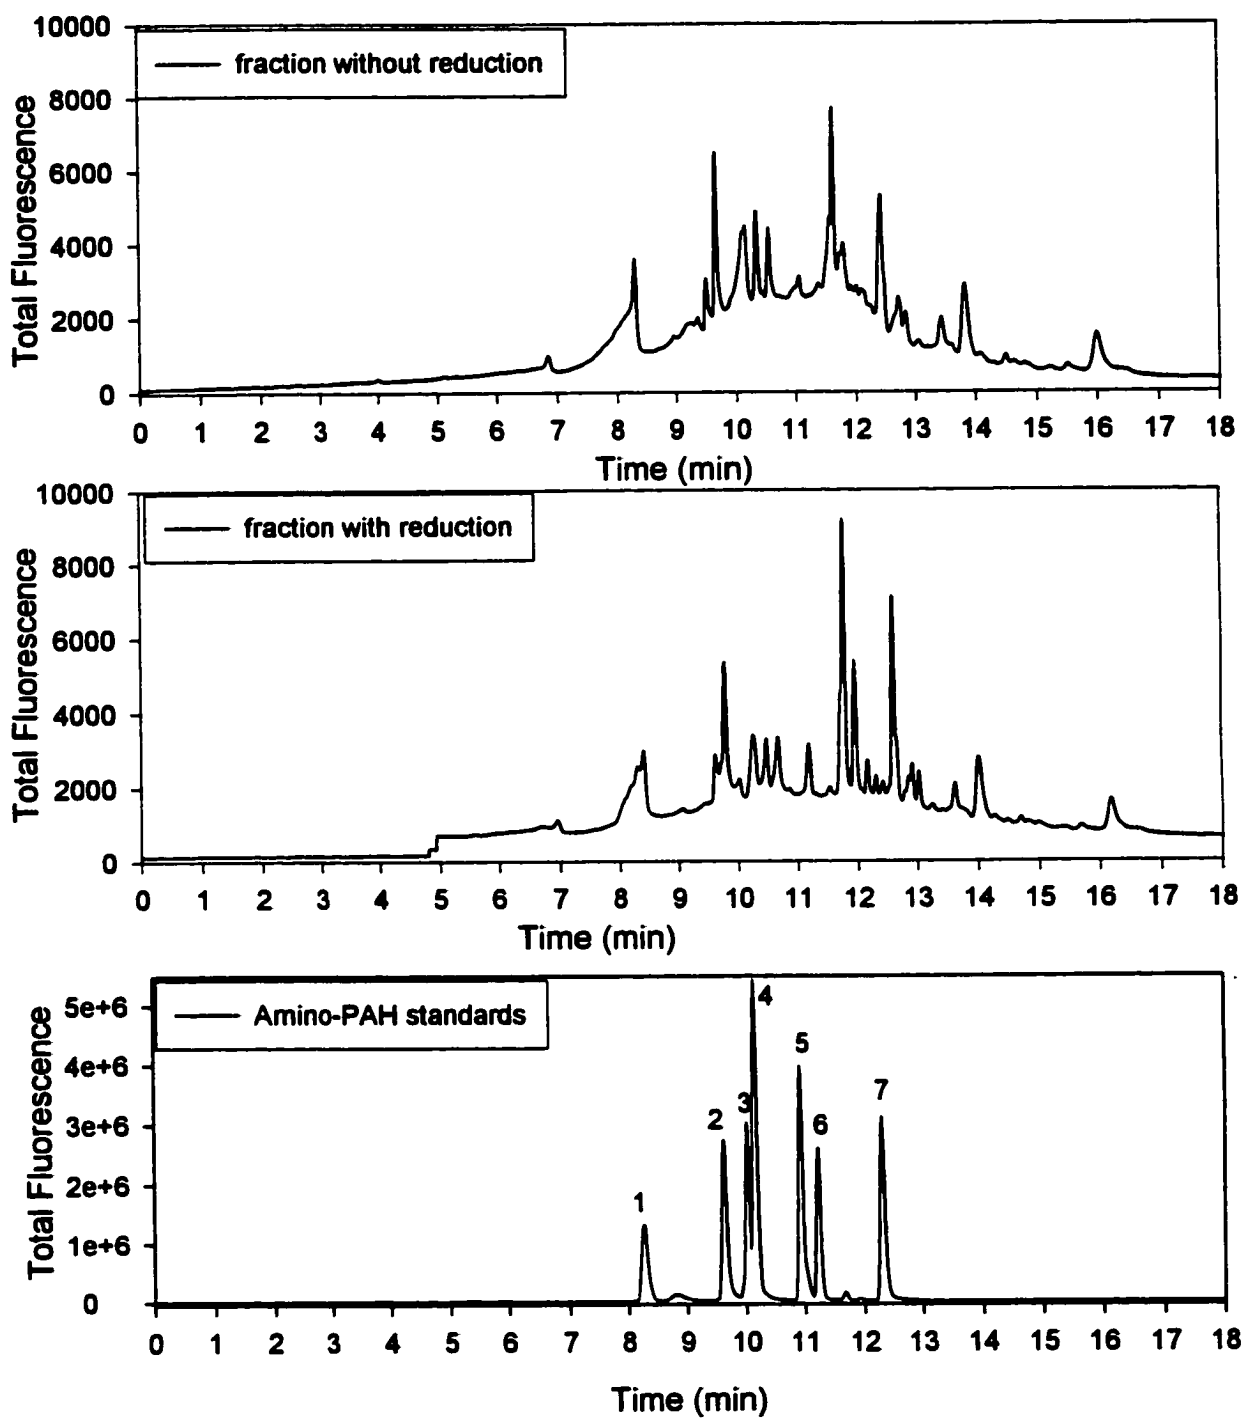 10000
fraction without reduction
8000
6000
4000
2000
0
Total Fluorescence
0 1 2 3 4 5 6 7 8 9 10 11 12 13 14 15 16 17 18
Time (min)
10000
fraction with reduction
8000
6000
4000
2000
0
Total Fluorescence
0 1 2 3 4 5 6 7 8 9 10 11 12 13 14 15 16 17 18
Time (min)
Amino-PAH standards
5e+6
4e+6
3e+6
2e+6
1e+6
0
Total Fluorescence
1
2
3
4
5
6
7
0 1 2 3 4 5 6 7 8 9 10 11 12 13 14 15 16 17 18
Time (min)